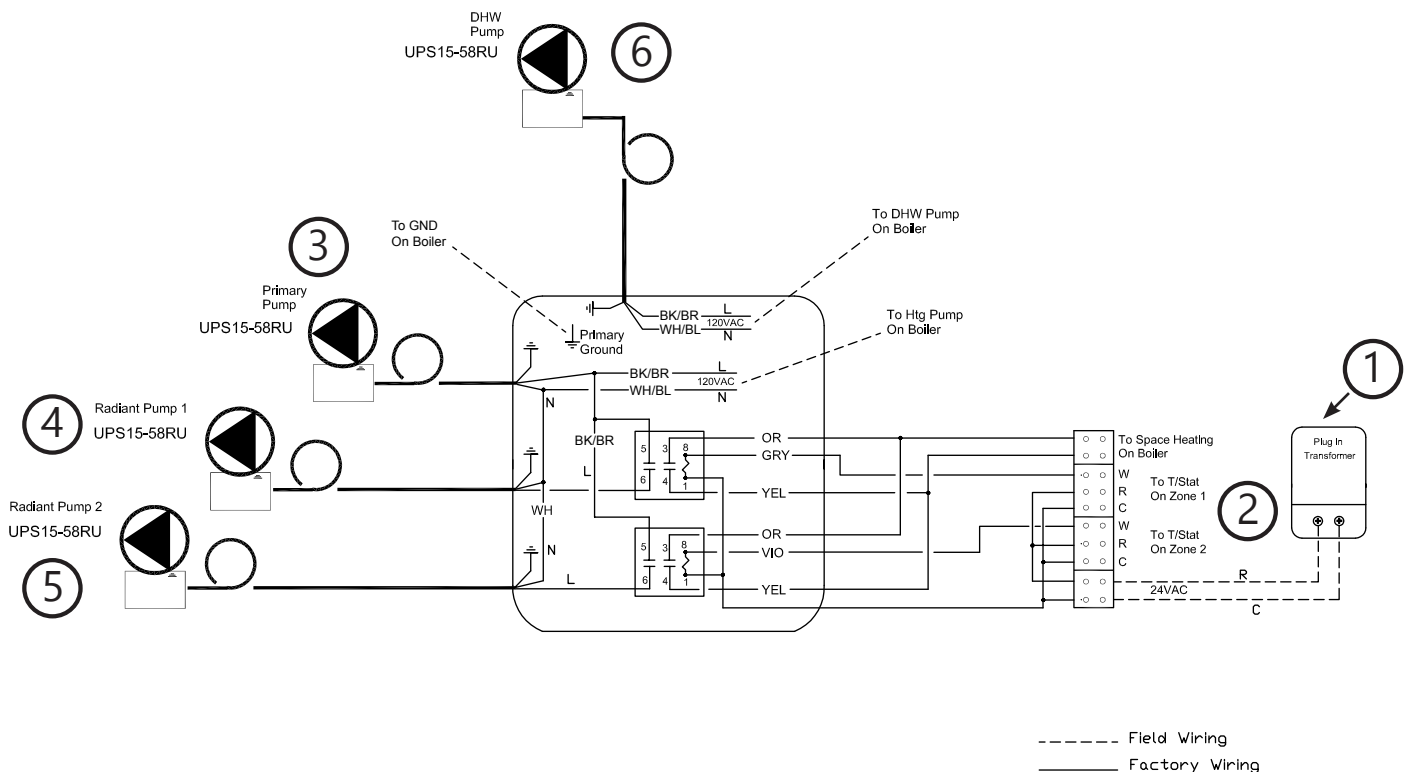 DHW
Pump
UPS15-58RU
6
To GND
On Boiler
To DHW Pump
On Boiler
3
Primary
Pump
UPS15-58RU
BK/BR
L
120VAC
WH/BL
N
Primary
Ground
To Htg Pump
On Boiler
1
BK/BR
L
120VAC
WH/BL
N
N
4
Radiant Pump 1
UPS15-58RU
BK/BR
L
5
3
8
6
4
1
OR
GRY
YEL
To Space Heating
On Boiler
W
R
C
To T/Stat
On Zone 1
2
Plug In
Transformer
Radiant Pump 2
UPS15-58RU
WH
N
L
5
3
8
6
4
1
OR
VIO
YEL
W
R
C
To T/Stat
On Zone 2
5
R
24VAC
C
Field Wiring
Factory Wiring